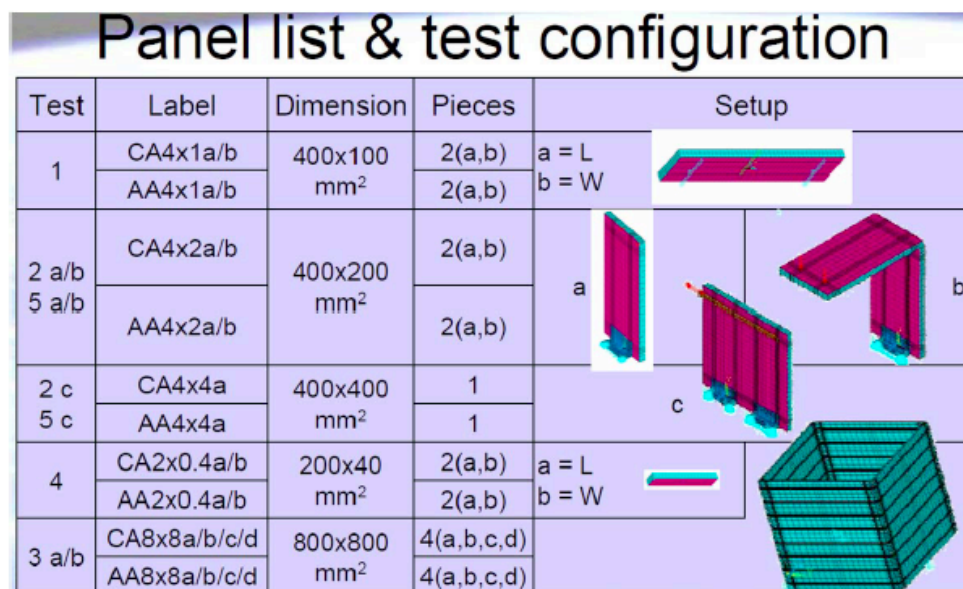 Panel list & test configuration
Test Label Dimension Pieces Setup
1
CA4x1a/b
AA4x1a/b
400x100
mm²
2(a,b)
2(a,b)
a = L
b = W
2 a/b
5 a/b
CA4x2a/b
AA4x2a/b
400x200
mm²
2(a,b)
2(a,b)
a
b
2 c
5 c
CA4x4a
AA4x4a
400x400
mm²
1
1
c
4
CA2x0.4a/b
AA2x0.4a/b
200x40
mm²
2(a,b)
2(a,b)
a = L
b = W
3 a/b
CA8x8a/b/c/d
AA8x8a/b/c/d
800x800
mm²
4(a,b,c,d)
4(a,b,c,d)